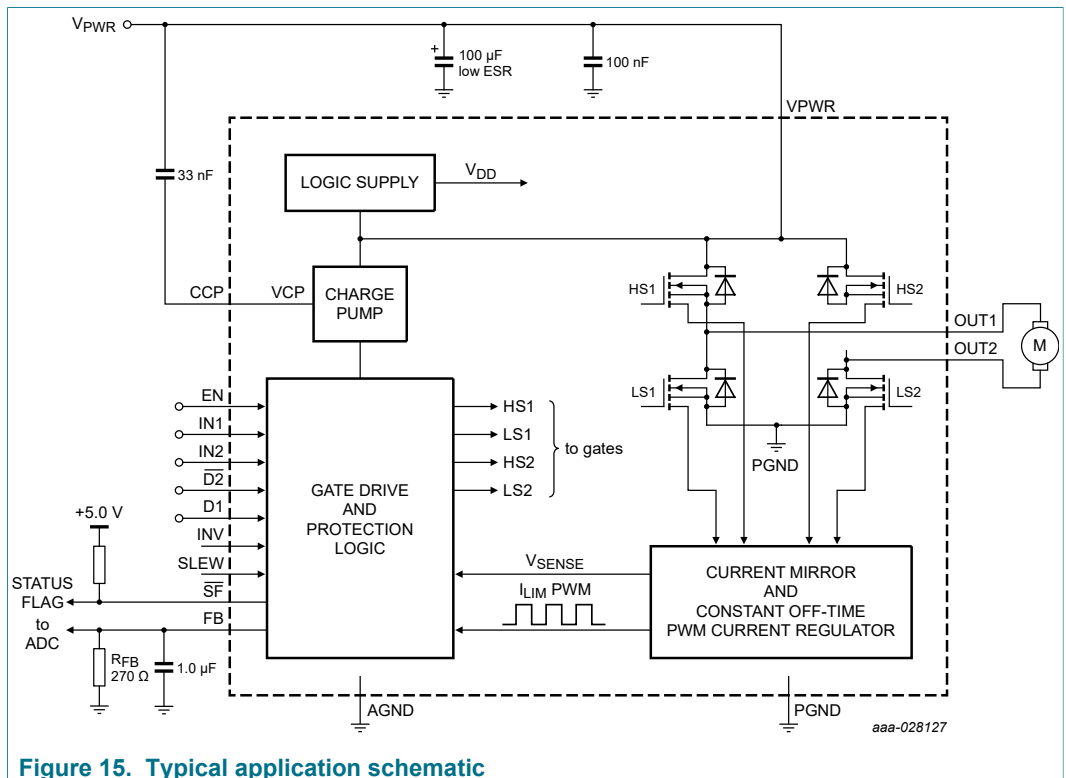 VPWR
+
100 µF
low ESR
100 nF
VPWR
33 nF
LOGIC SUPPLY
VDD
CCP
VCP
CHARGE
PUMP
HS1
HS2
OUT1
M
OUT2
LS1
LS2
PGND
EN
IN1
IN2
D2
D1
INV
SLEW
SF
FB
+5.0 V
STATUS
FLAG
to
ADC
RFB
270 Ω
1.0 µF
GATE DRIVE
AND
PROTECTION
LOGIC
HS1
LS1
HS2
LS2
to gates
VSENSE
ILIM PWM
CURRENT MIRROR
AND
CONSTANT OFF-TIME
PWM CURRENT REGULATOR
AGND
PGND
aaa-028127
Figure 15. Typical application schematic